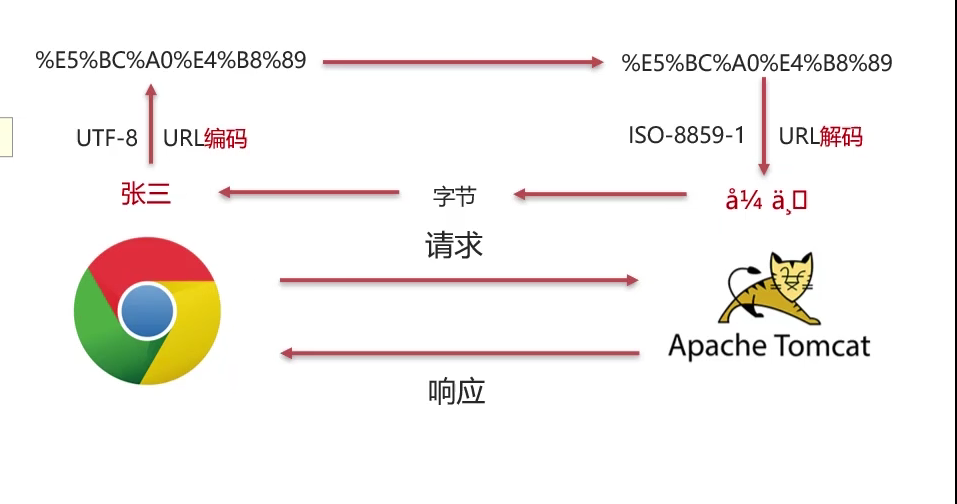 %E5%BC%A0%E4%B8%89
%E5%BC%A0%E4%B8%89
UTF-8 URL编码
ISO-8859-1 URL解码
张三
字节
å¼ ä¸
请求
Apache Tomcat
响应